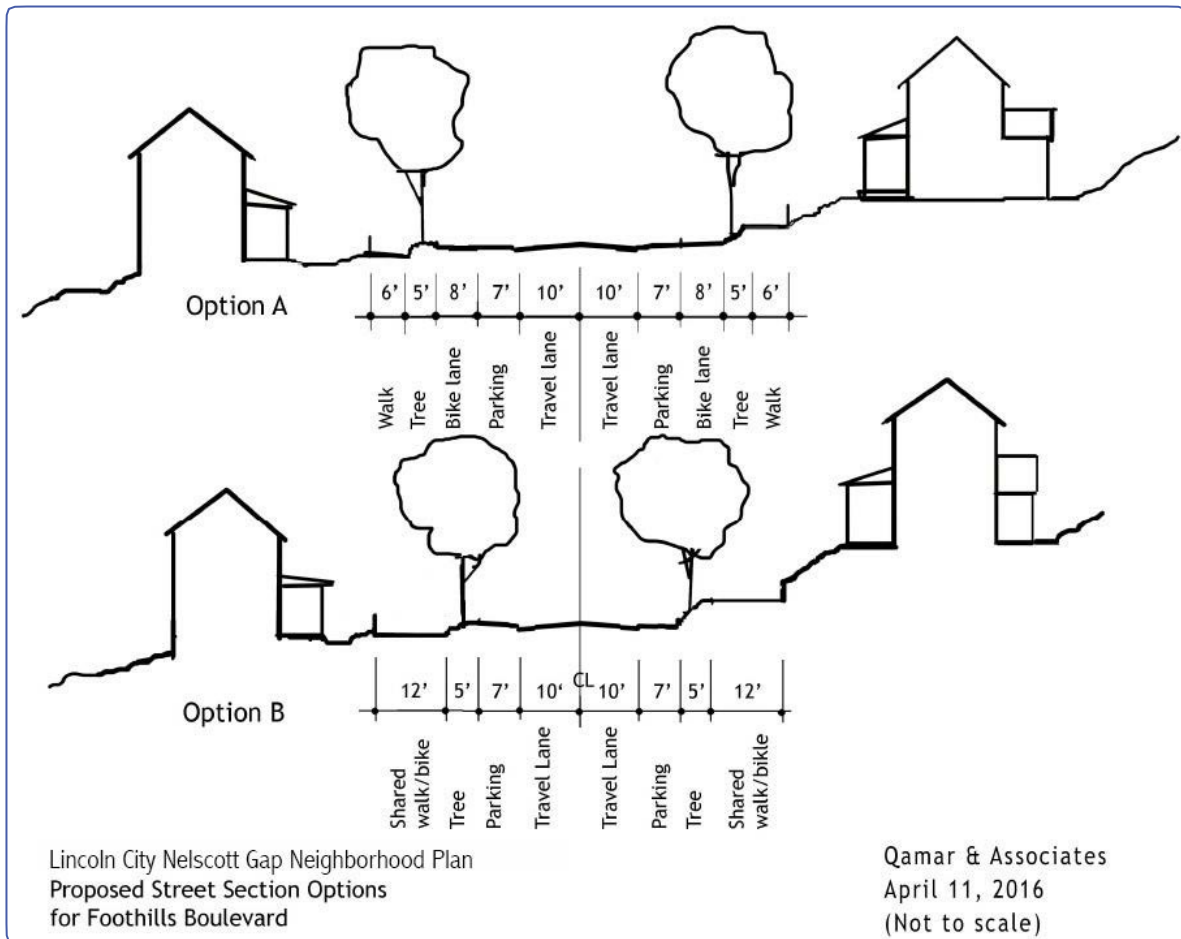 6’ 5’ 8’ 7’ 10’ 10’ 7’ 8’ 5’ 6’
Option A
Walk
Tree
Bike lane
Parking
Travel lane
Travel lane
Parking
Bike lane
Tree
Walk
CL
12’ 5’ 7’ 10‘ 10’ 7’ 5’ 12’
Option B
Shared
walk/bike
Tree
Parking
Travel Lane
Travel Lane
Parking
Tree
Shared
walk/bikle
Lincoln City Nelscott Gap Neighborhood Plan
Proposed Street Section Options
for Foothills Boulevard
Qamar & Associates
April 11, 2016
(Not to scale)